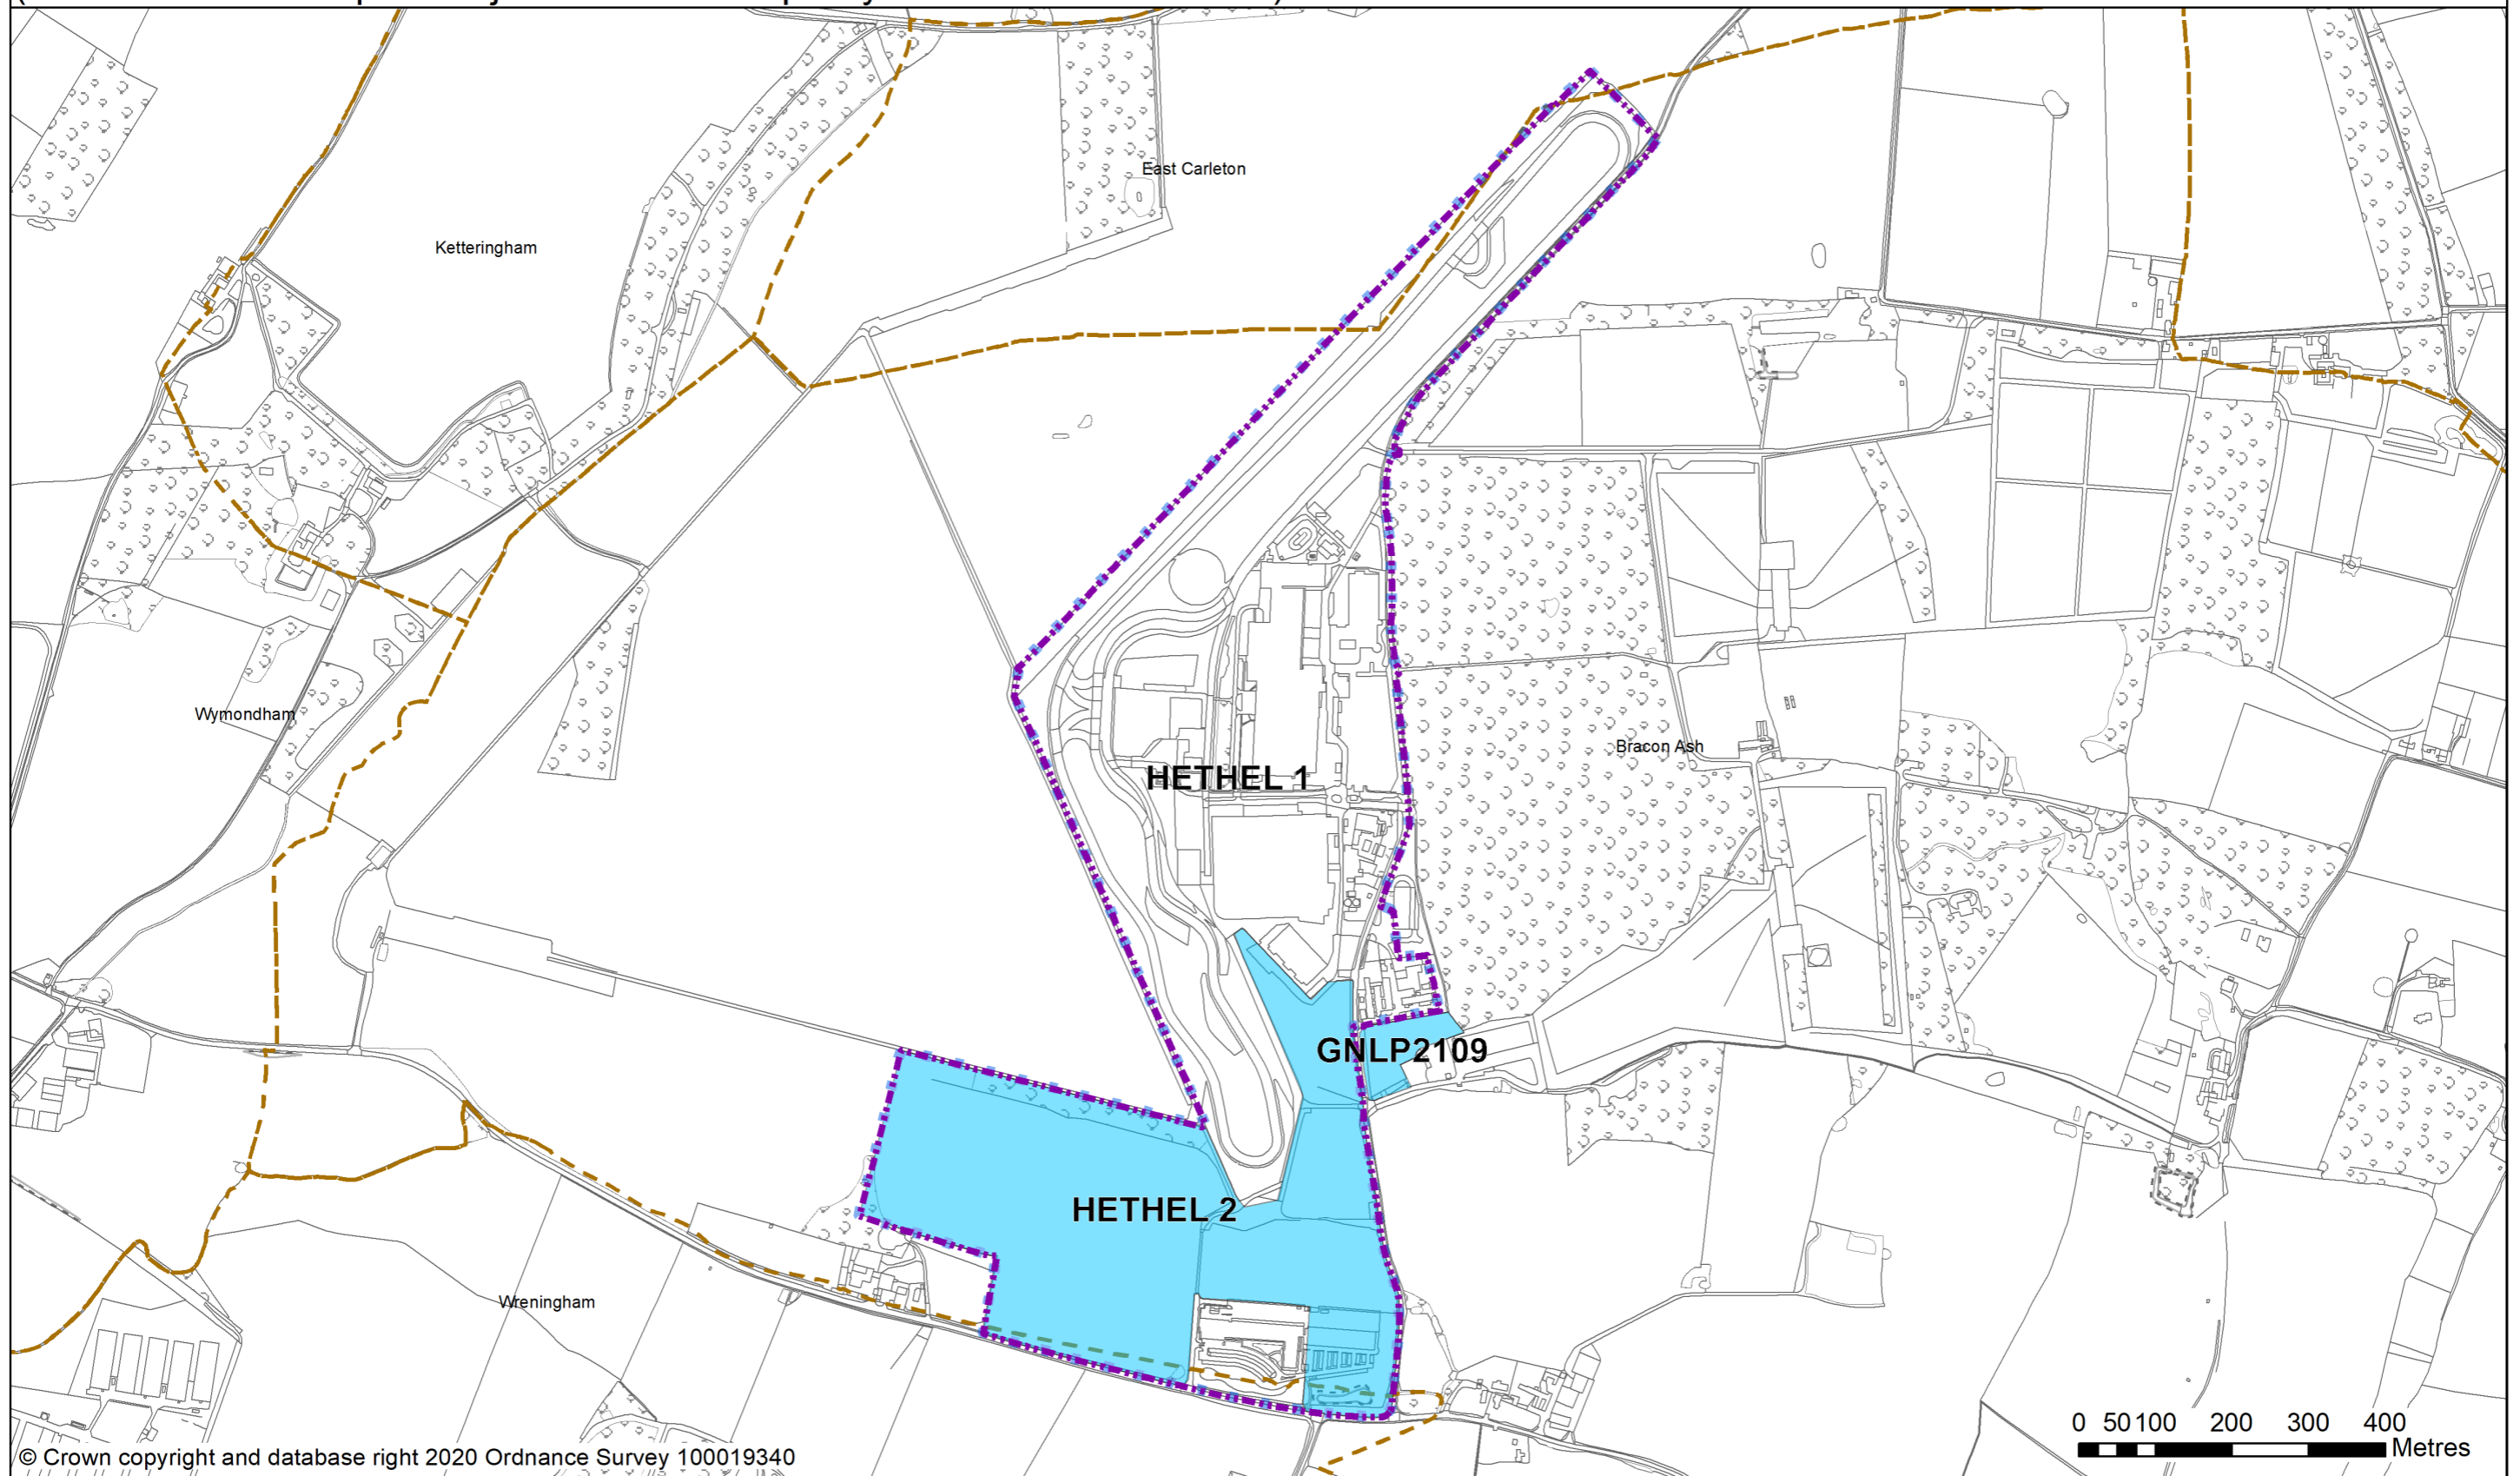 East Carleton
Ketteringham
Wymondham
Bracon Ash
HETHEL 1
GNLP2109
HETHEL 2
Wreningham
0 50 100 200 300 400
Metres
© Crown copyright and database right 2020 Ordnance Survey 100019340